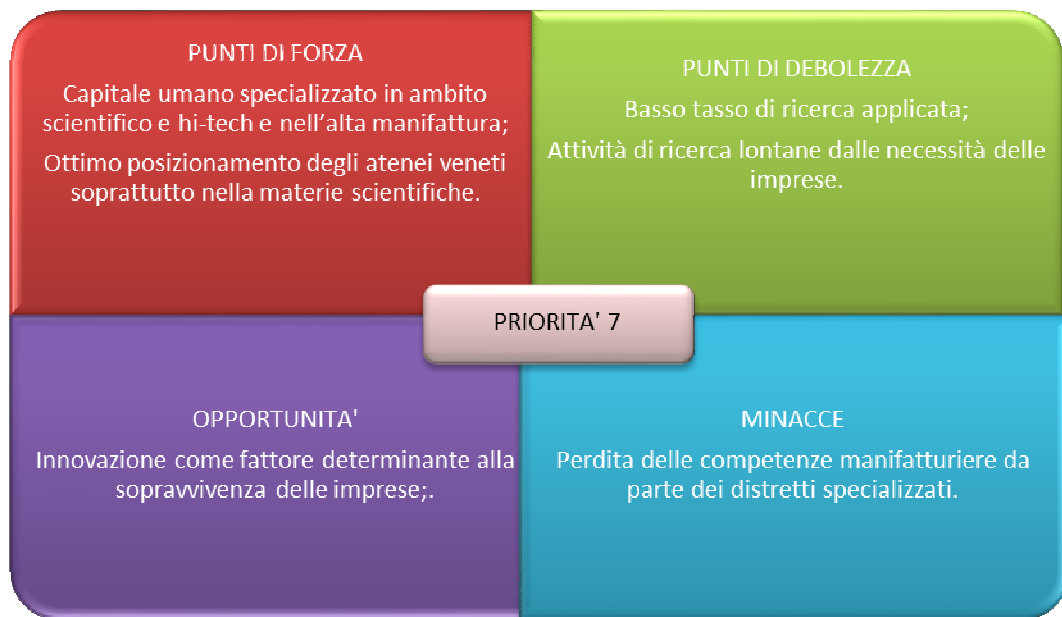 PUNTI DI FORZA
Capitale umano specializzato in ambito
scientifico e hi-tech e nell'alta manifattura;
Ottimo posizionamento degli atenei veneti
soprattutto nella materie scientifiche.
PUNTI DI DEBOLEZZA
Basso tasso di ricerca applicata;
Attività di ricerca lontane dalle necessità delle
imprese.
PRIORITA' 7
OPPORTUNITA'
Innovazione come fattore determinante alla
sopravvivenza delle imprese;.
MINACCE
Perdita delle competenze manifatturiere da
parte dei distretti specializzati.